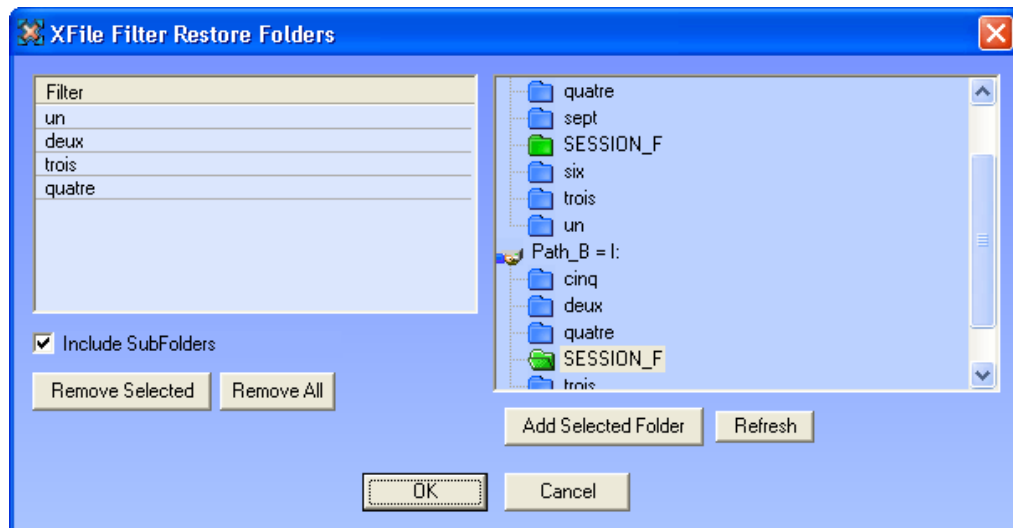 XFile Filter Restore Folders
Filter
un
deux
trois
quatre
Include SubFolders
Remove Selected
Remove All
quatre
sept
SESSION_F
six
trois
un
Path_B = I:
cinq
deux
quatre
SESSION_F
trois
Add Selected Folder
Refresh
OK
Cancel